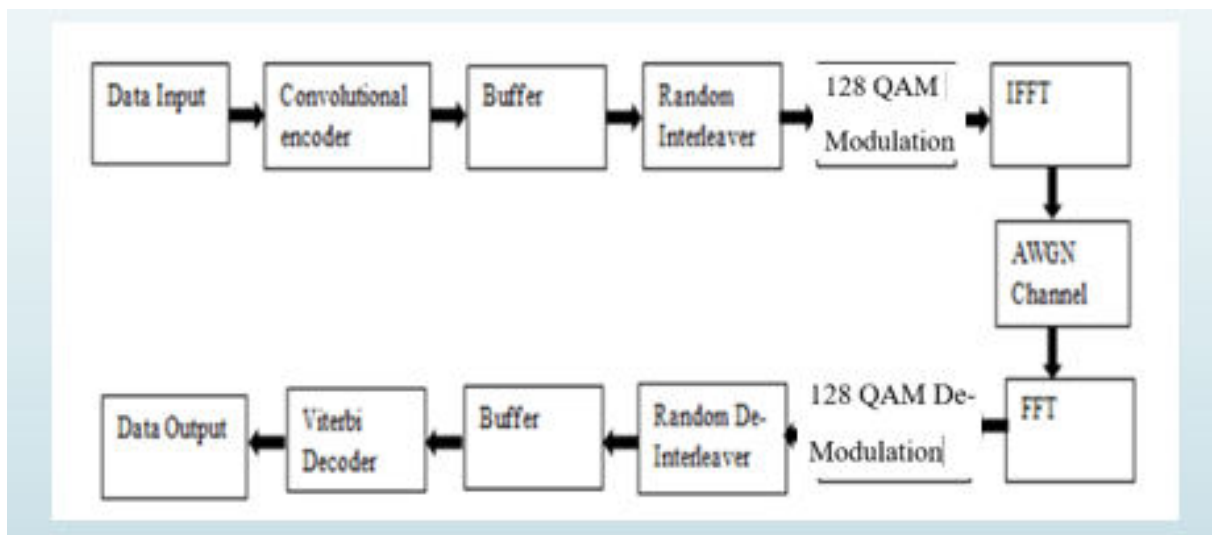 Data Input
Convolutional
encoder
Buffer
Random
Interleaver
128 QAM
Modulation
IFFT
AWGN
Channel
FFT
128 QAM De-
Modulation
Random De-
Interleaver
Buffer
Viterbi
Decoder
Data Output